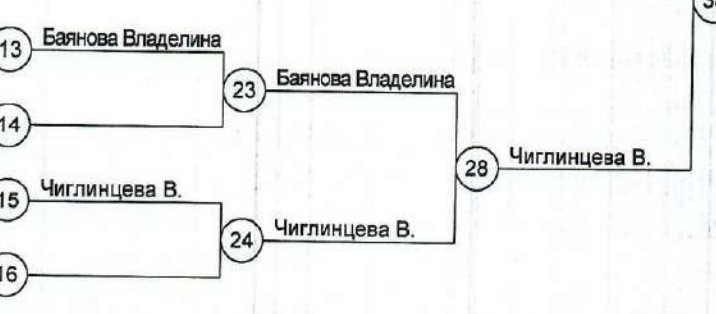 13 Баянова Владелина
23 Баянова Владелина
14
28 Чиглинцева В.
15 Чиглинцева В.
24 Чиглинцева В.
16